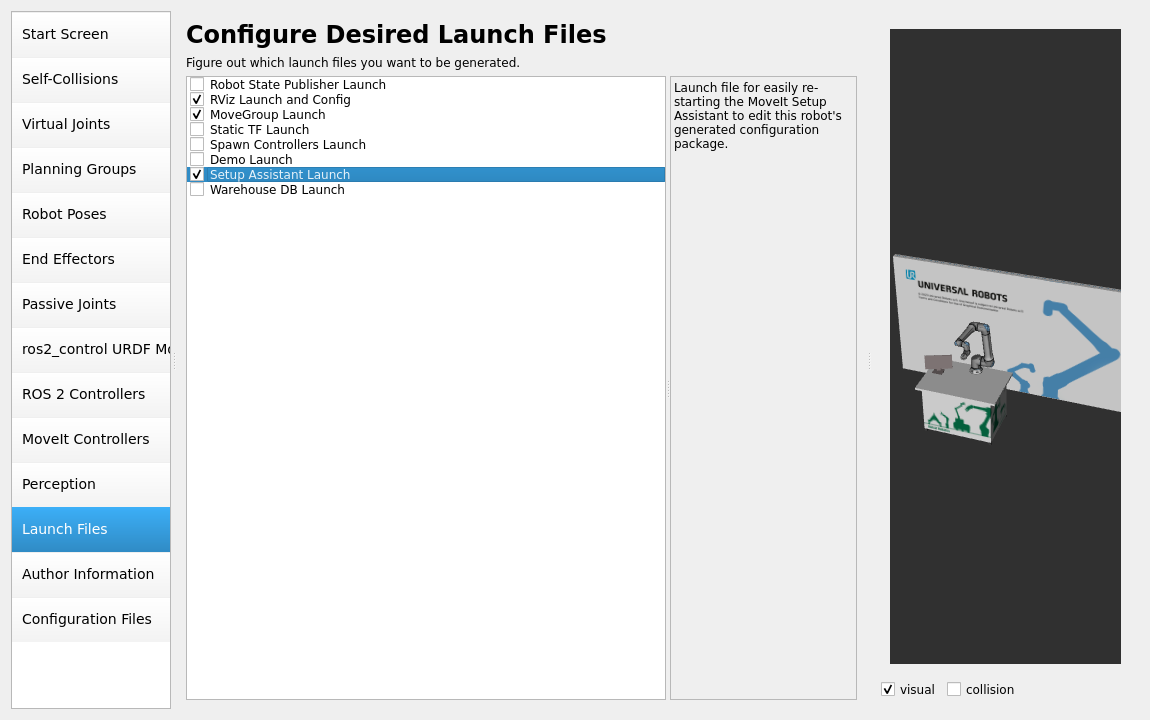 Start Screen
Self-Collisions
Virtual Joints
Planning Groups
Robot Poses
End Effectors
Passive Joints
ros2_control URDF Mo
ROS 2 Controllers
MoveIt Controllers
Perception
Launch Files
Author Information
Configuration Files
Configure Desired Launch Files
Figure out which launch files you want to be generated.
Robot State Publisher Launch
RViz Launch and Config
MoveGroup Launch
Static TF Launch
Spawn Controllers Launch
Demo Launch
Setup Assistant Launch
Warehouse DB Launch
Launch file for easily re-
starting the MoveIt Setup
Assistant to edit this robot's
generated configuration
package.
UNIVERSAL ROBOTS
visual
collision